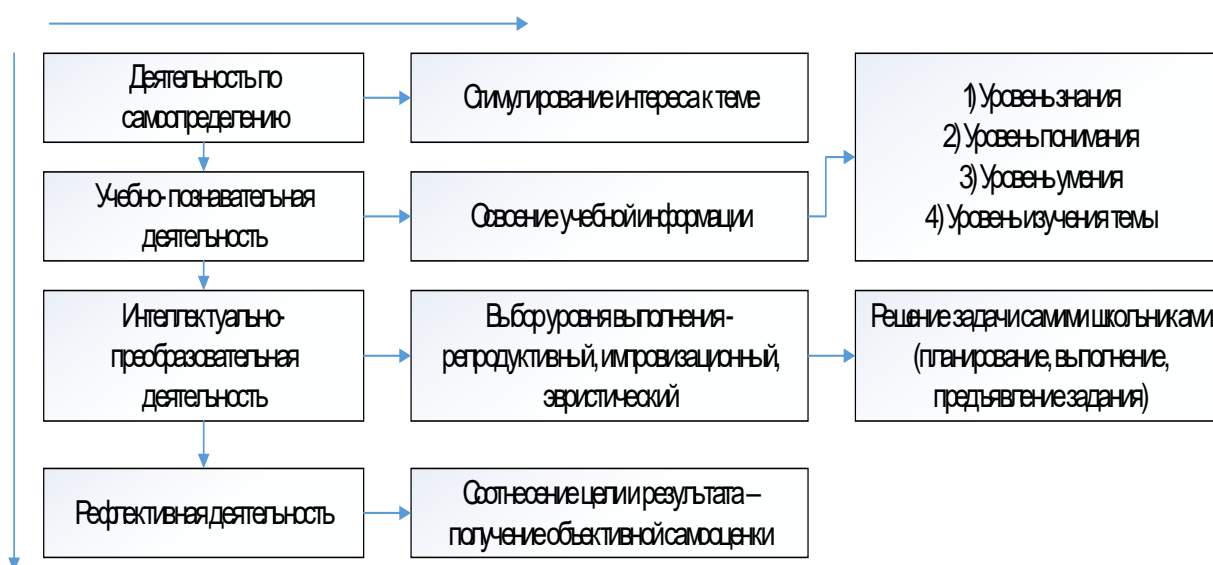 Деятельность по
самоопределению
Стимулирование интереса к теме
1) Уровень знания
2) Уровень понимания
3) Уровень умения
4) Уровень изучения темы
Учебно- познавательная
деятельность
Освоение учебной информации
Интеллектуально-
преобразовательная
деятельность
Выбор уровня выполнения -
репродуктивный, импровизационный,
эвристический
Решение задачи самими школьниками
(планирование, выполнение,
предъявление задания)
Рефлективная деятельность
Соотнесение цели и результата –
получение объективной самооценки